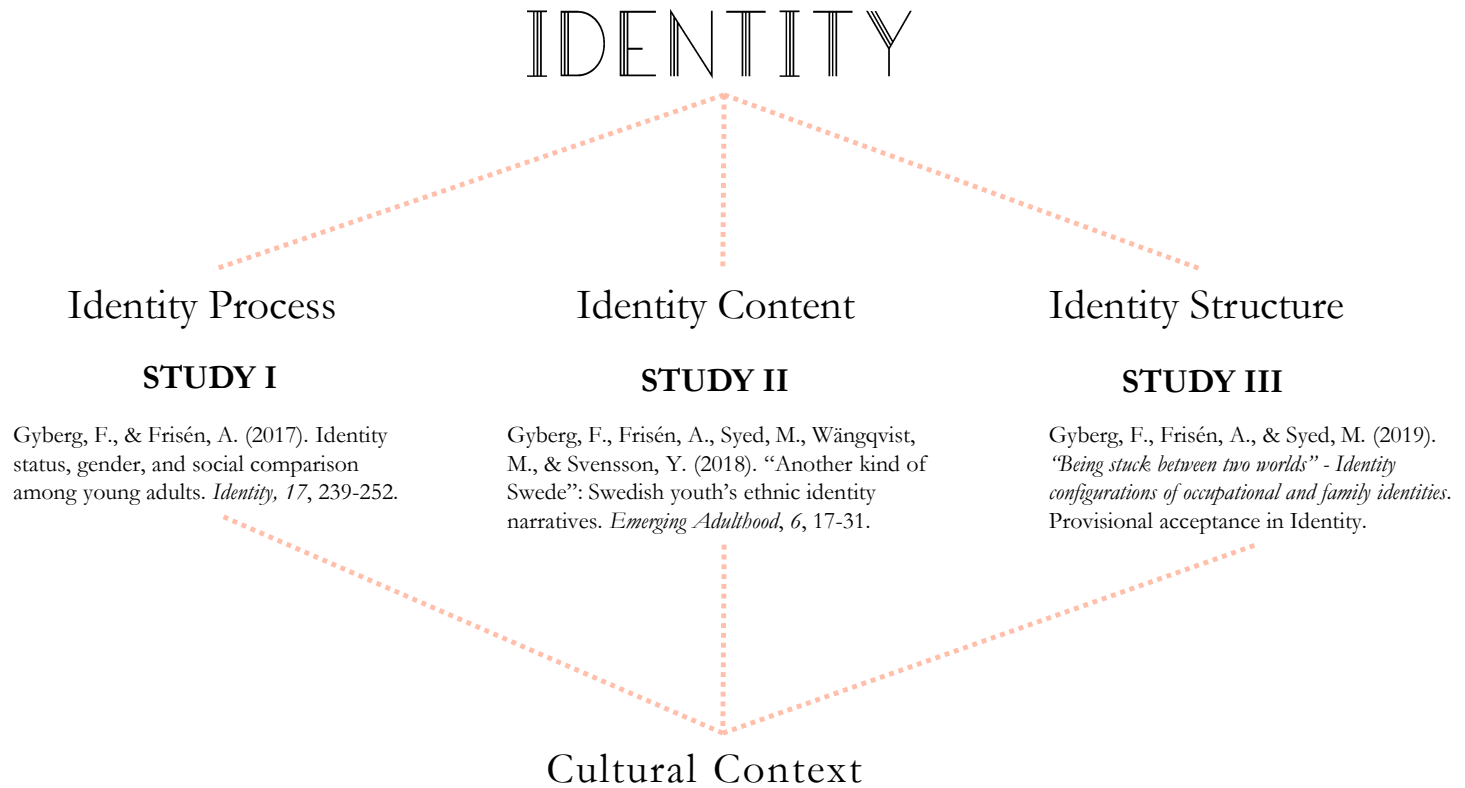 IDENTITY
Identity Process
STUDY I
Gyberg, F., & Frisén, A. (2017). Identity
status, gender, and social comparison
among young adults. Identity, 17, 239-252.
Identity Content
STUDY II
Gyberg, F., Frisén, A., Syed, M., Wängqvist,
M., & Svensson, Y. (2018). “Another kind of
Swede”: Swedish youth’s ethnic identity
narratives. Emerging Adulthood, 6, 17-31.
Identity Structure
STUDY III
Gyberg, F., Frisén, A., & Syed, M. (2019).
“Being stuck between two worlds” - Identity
configurations of occupational and family identities.
Provisional acceptance in Identity.
Cultural Context